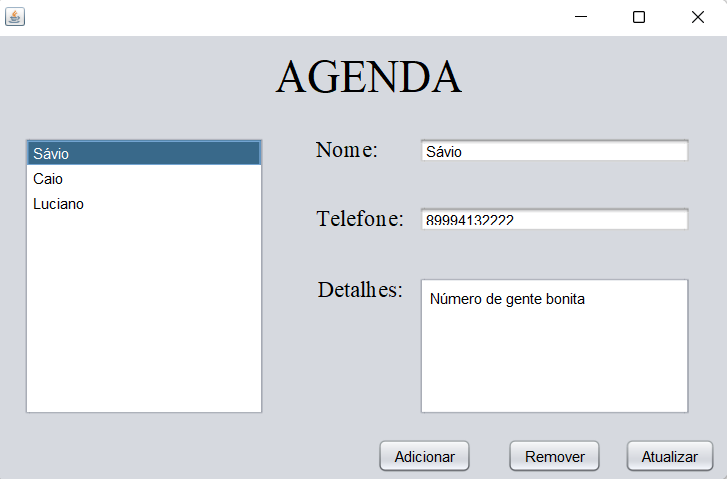 AGENDA
Sávio
Caio
Luciano
Nome: Sávio
Telefone: 89994132222
Detalhes: Número de gente bonita
Adicionar Remover Atualizar